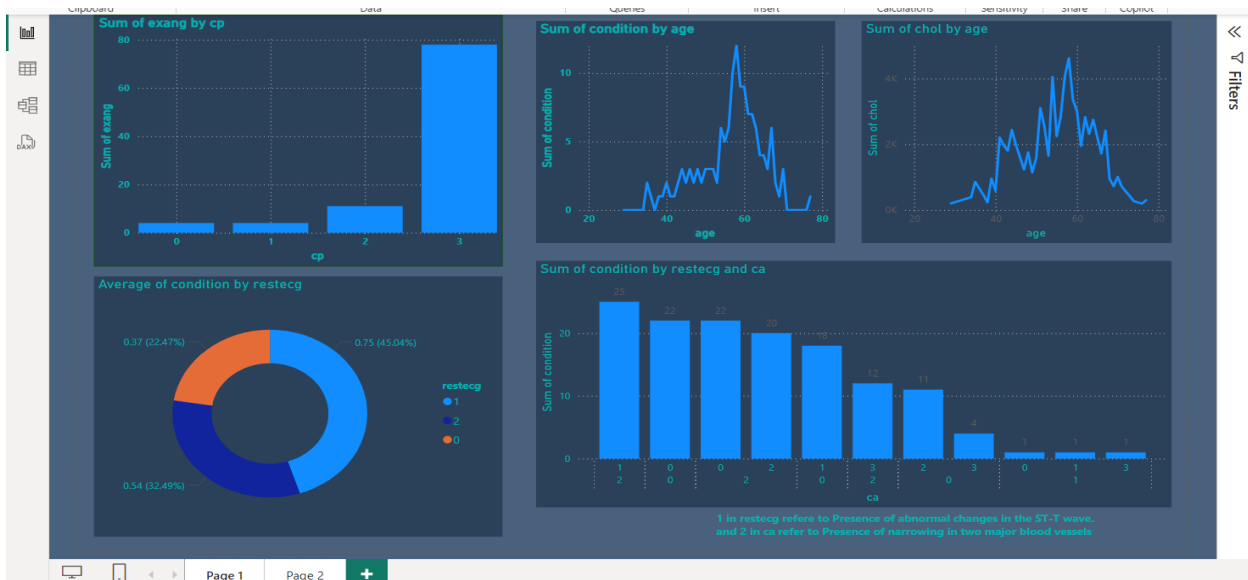 Clipboard Data Queries Insert Calculations Sensitivity Share Copilot
Filters
DAX
Sum of exang by cp
Sum of exang
80
60
40
20
0
0 1 2 3
cp
Sum of condition by age
Sum of condition
10
5
0
20 40 60 80
age
Sum of chol by age
Sum of chol
4K
2K
0K
20 40 60 80
age
Average of condition by restecg
0.37 (22.47%)
0.75 (45.04%)
0.54 (32.49%)
restecg
1
2
0
Sum of condition by restecg and ca
Sum of condition
20
10
0
25 22 22 20 18 12 11 4 1 1 1
1 0 0 2 1 3 2 3 0 1 3
2 0 2 0 2 0 1
ca
1 in restecg refere to Presence of abnormal changes in the ST-T wave.
and 2 in ca refer to Presence of narrowing in two major blood vessels
Page 1 Page 2 +